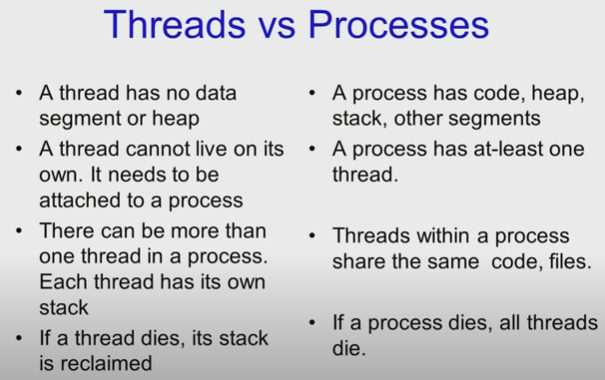 Threads vs Processes
• A thread has no data
segment or heap
• A thread cannot live on its
own. It needs to be
attached to a process
• There can be more than
one thread in a process.
Each thread has its own
stack
• If a thread dies, its stack
is reclaimed
• A process has code, heap,
stack, other segments
• A process has at-least one
thread.
• Threads within a process
share the same code, files.
• If a process dies, all threads
die.